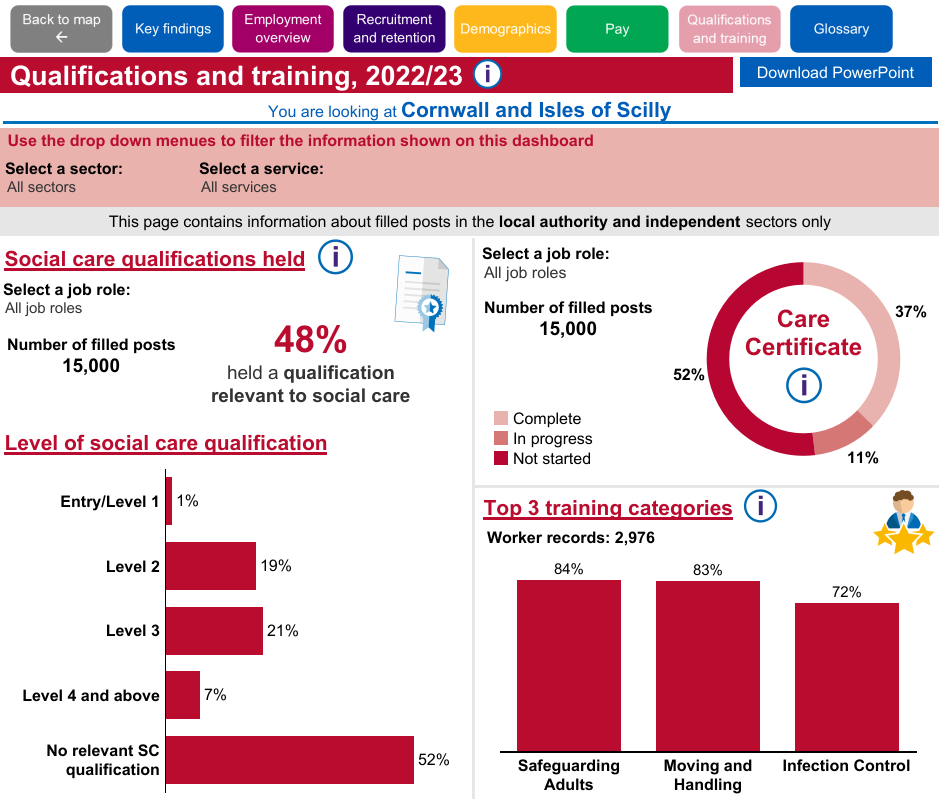 Back to map
←
Key findings
Employment
overview
Recruitment
and retention
Demographics
Pay
Qualifications
and training
Glossary
Qualifications and training, 2022/23 i
Download PowerPoint
You are looking at Cornwall and Isles of Scilly
Use the drop down menues to filter the information shown on this dashboard
Select a sector:
All sectors
Select a service:
All services
This page contains information about filled posts in the local authority and independent sectors only
Social care qualifications held i
Select a job role:
All job roles
Number of filled posts
15,000
48%
held a qualification
relevant to social care
Level of social care qualification
Entry/Level 1 1%
Level 2 19%
Level 3 21%
Level 4 and above 7%
No relevant SC
qualification 52%
Select a job role:
All job roles
Number of filled posts
15,000
Care
Certificate
i
37%
52%
11%
Complete
In progress
Not started
Top 3 training categories i
Worker records: 2,976
84% 83% 72%
Safeguarding
Adults
Moving and
Handling
Infection Control